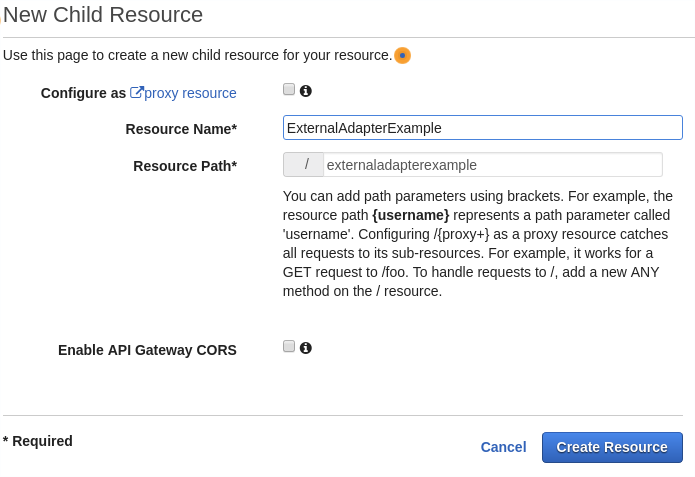 New Child Resource
Use this page to create a new child resource for your resource.
Configure as proxy resource
Resource Name* ExternalAdapterExample
Resource Path* / externaladapterexample
You can add path parameters using brackets. For example, the
resource path {username} represents a path parameter called
'username'. Configuring /{proxy+} as a proxy resource catches
all requests to its sub-resources. For example, it works for a
GET request to /foo. To handle requests to /, add a new ANY
method on the / resource.
Enable API Gateway CORS
* Required Cancel Create Resource